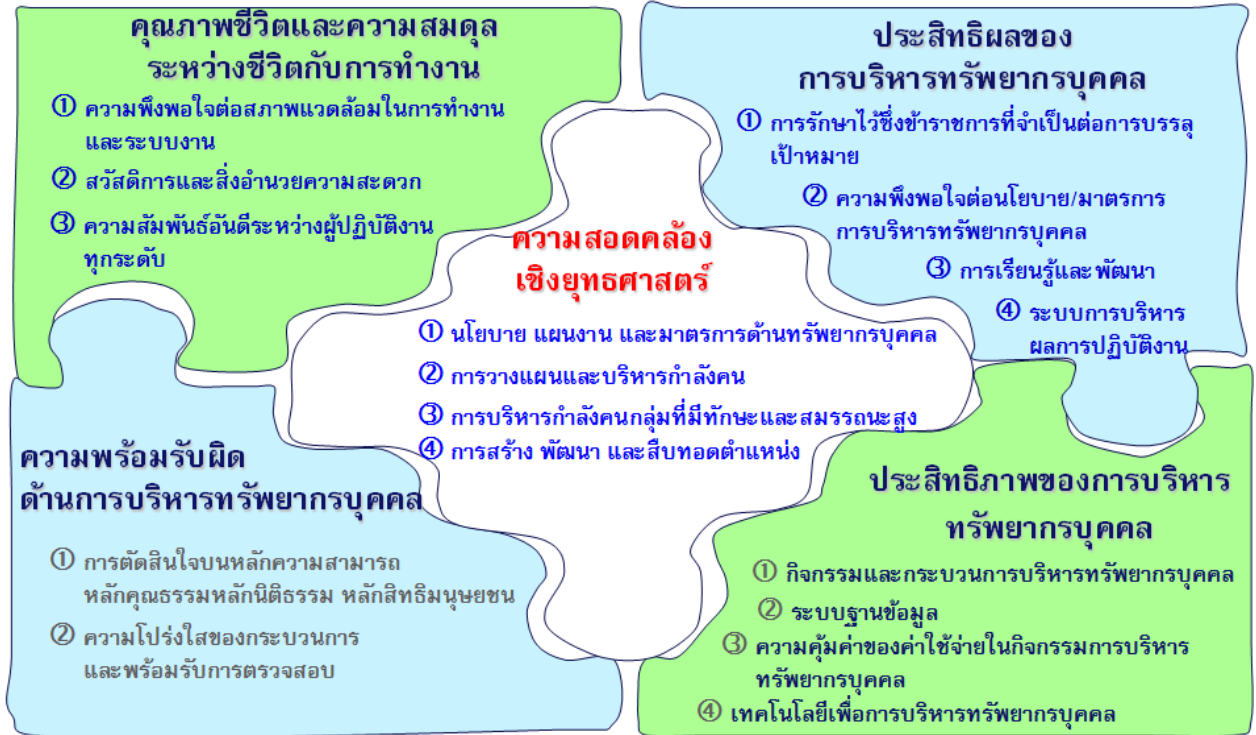 คุณภาพชีวิตและความสมดุล
ระหว่างชีวิตกับการทำงาน
① ความพึงพอใจต่อสภาพแวดล้อมในการทำงาน
และระบบงาน
② สวัสดิการและสิ่งอำนวยความสะดวก
③ ความสัมพันธ์อันดีระหว่างผู้ปฏิบัติงาน
ทุกระดับ
ประสิทธิผลของ
การบริหารทรัพยากรบุคคล
① การรักษาไว้ซึ่งข้าราชการที่จำเป็นต่อการบรรลุ
เป้าหมาย
② ความพึงพอใจต่อนโยบาย/มาตรการ
การบริหารทรัพยากรบุคคล
③ การเรียนรู้และพัฒนา
④ ระบบการบริหาร
ผลการปฏิบัติงาน
ความสอดคล้อง
เชิงยุทธศาสตร์
① นโยบาย แผนงาน และมาตรการด้านทรัพยากรบุคคล
② การวางแผนและบริหารกำลังคน
③ การบริหารกำลังคนกลุ่มที่มีทักษะและสมรรถนะสูง
④ การสร้าง พัฒนา และสืบทอดตำแหน่ง
ความพร้อมรับผิด
ด้านการบริหารทรัพยากรบุคคล
① การตัดสินใจบนหลักความสามารถ
หลักคุณธรรมหลักนิติธรรม หลักสิทธิมนุษยชน
② ความโปร่งใสของกระบวนการ
และพร้อมรับการตรวจสอบ
ประสิทธิภาพของการบริหาร
ทรัพยากรบุคคล
① กิจกรรมและกระบวนการบริหารทรัพยากรบุคคล
② ระบบฐานข้อมูล
③ ความคุ้มค่าของค่าใช้จ่ายในกิจกรรมการบริหาร
ทรัพยากรบุคคล
④ เทคโนโลยีเพื่อการบริหารทรัพยากรบุคคล